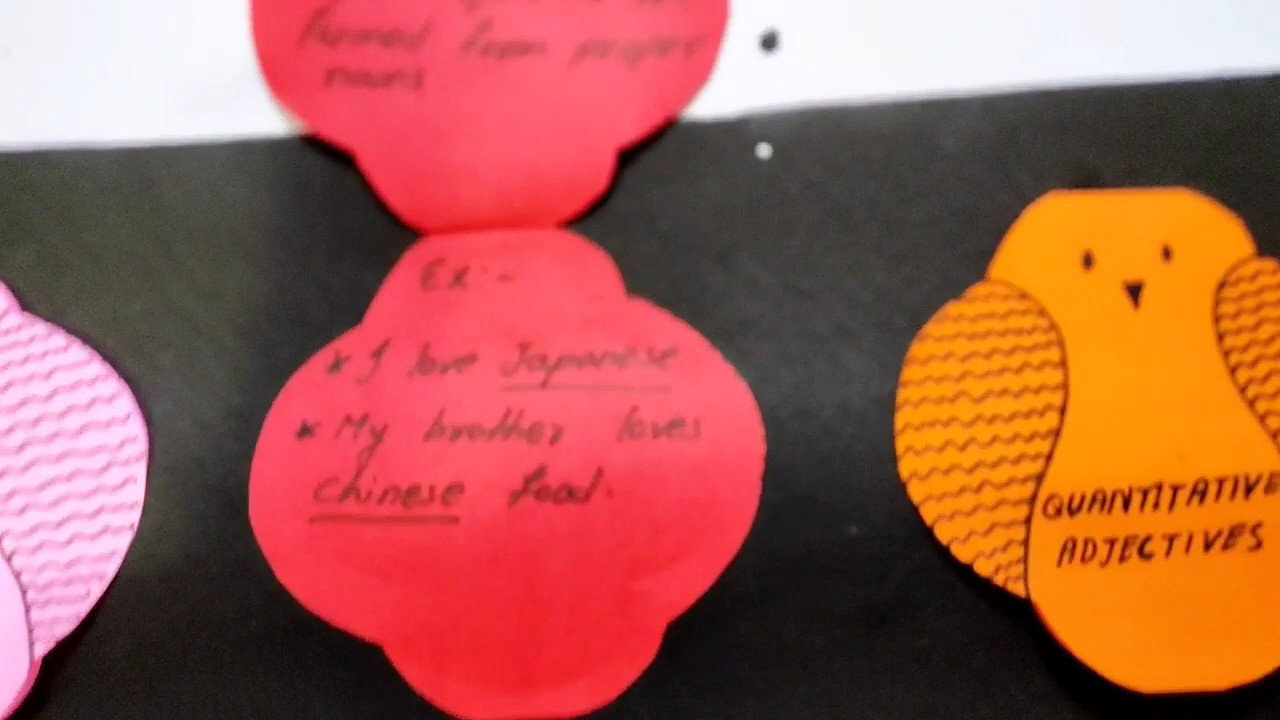 formed from proper
nouns
Ex:-
* I love Japanese
* My brother loves
chinese food.
QUANTITATIVE
ADJECTIVES